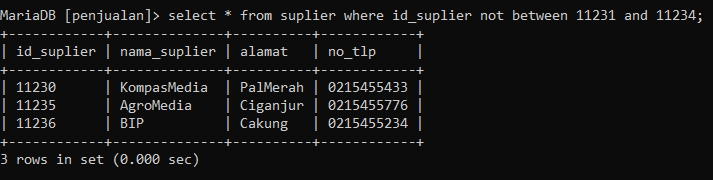 MariaDB [penjualan]> select * from suplier where id_suplier not between 11231 and 11234;
+------------+--------------+----------+------------+
| id_suplier | nama_suplier | alamat   | no_tlp     |
+------------+--------------+----------+------------+
| 11230      | KompasMedia  | PalMerah | 0215455433 |
| 11235      | AgroMedia    | Ciganjur | 0215455776 |
| 11236      | BIP          | Cakung   | 0215455234 |
+------------+--------------+----------+------------+
3 rows in set (0.000 sec)